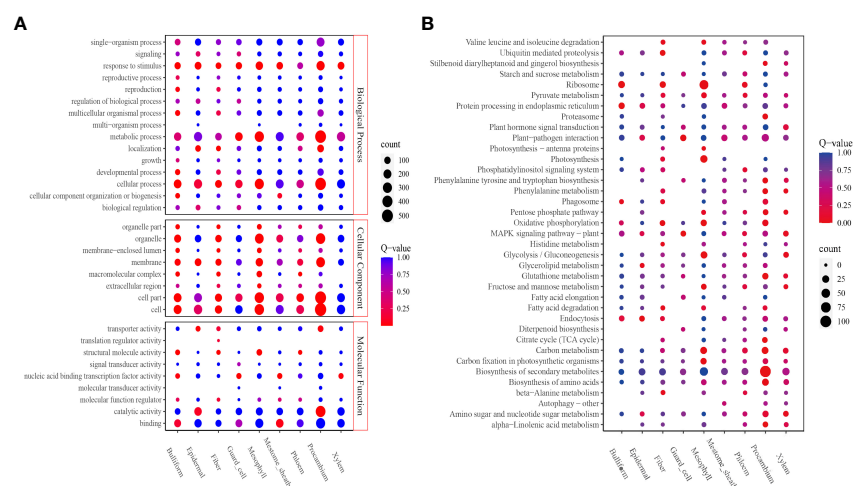 A
single-organism process
signaling
response to stimulus
reproductive process
reproduction
regulation of biological process
multicellular organismal process
multi-organism process
metabolic process
localization
growth
developmental process
cellular process
cellular component organization or biogenesis
biological regulation
Biological Process
organelle part
organelle
membrane-enclosed lumen
membrane
macromolecular complex
extracellular region
cell part
cell
Cellular Component
transporter activity
translation regulator activity
structural molecule activity
signal transducer activity
nucleic acid binding transcription factor activity
molecular transducer activity
molecular function regulator
catalytic activity
binding
Molecular Function
Bulliform
Epidermal
Fiber
Guard_cell
Mesophyll
Mestome_sheath
Phloem
Procambium
Xylem
count
100
200
300
400
500
Q-value
1.00
0.75
0.50
0.25
B
Valine leucine and isoleucine degradation
Ubiquitin mediated proteolysis
Stilbenoid diarylheptanoid and gingerol biosynthesis
Starch and sucrose metabolism
Ribosome
Pyruvate metabolism
Protein processing in endoplasmic reticulum
Proteasome
Plant hormone signal transduction
Plant-pathogen interaction
Photosynthesis - antenna proteins
Photosynthesis
Phosphatidylinositol signaling system
Phenylalanine tyrosine and tryptophan biosynthesis
Phenylalanine metabolism
Phagosome
Pentose phosphate pathway
Oxidative phosphorylation
MAPK signaling pathway - plant
Histidine metabolism
Glycolysis / Gluconeogenesis
Glycerolipid metabolism
Glutathione metabolism
Fructose and mannose metabolism
Fatty acid elongation
Fatty acid degradation
Endocytosis
Diterpenoid biosynthesis
Citrate cycle (TCA cycle)
Carbon metabolism
Carbon fixation in photosynthetic organisms
Biosynthesis of secondary metabolites
Biosynthesis of amino acids
beta-Alanine metabolism
Autophagy - other
Amino sugar and nucleotide sugar metabolism
alpha-Linolenic acid metabolism
Bulliform
Epidermal
Fiber
Guard_cell
Mesophyll
Mestome_sheath
Phloem
Procambium
Xylem
Q-value
1.00
0.75
0.50
0.25
0.00
count
0
25
50
75
100